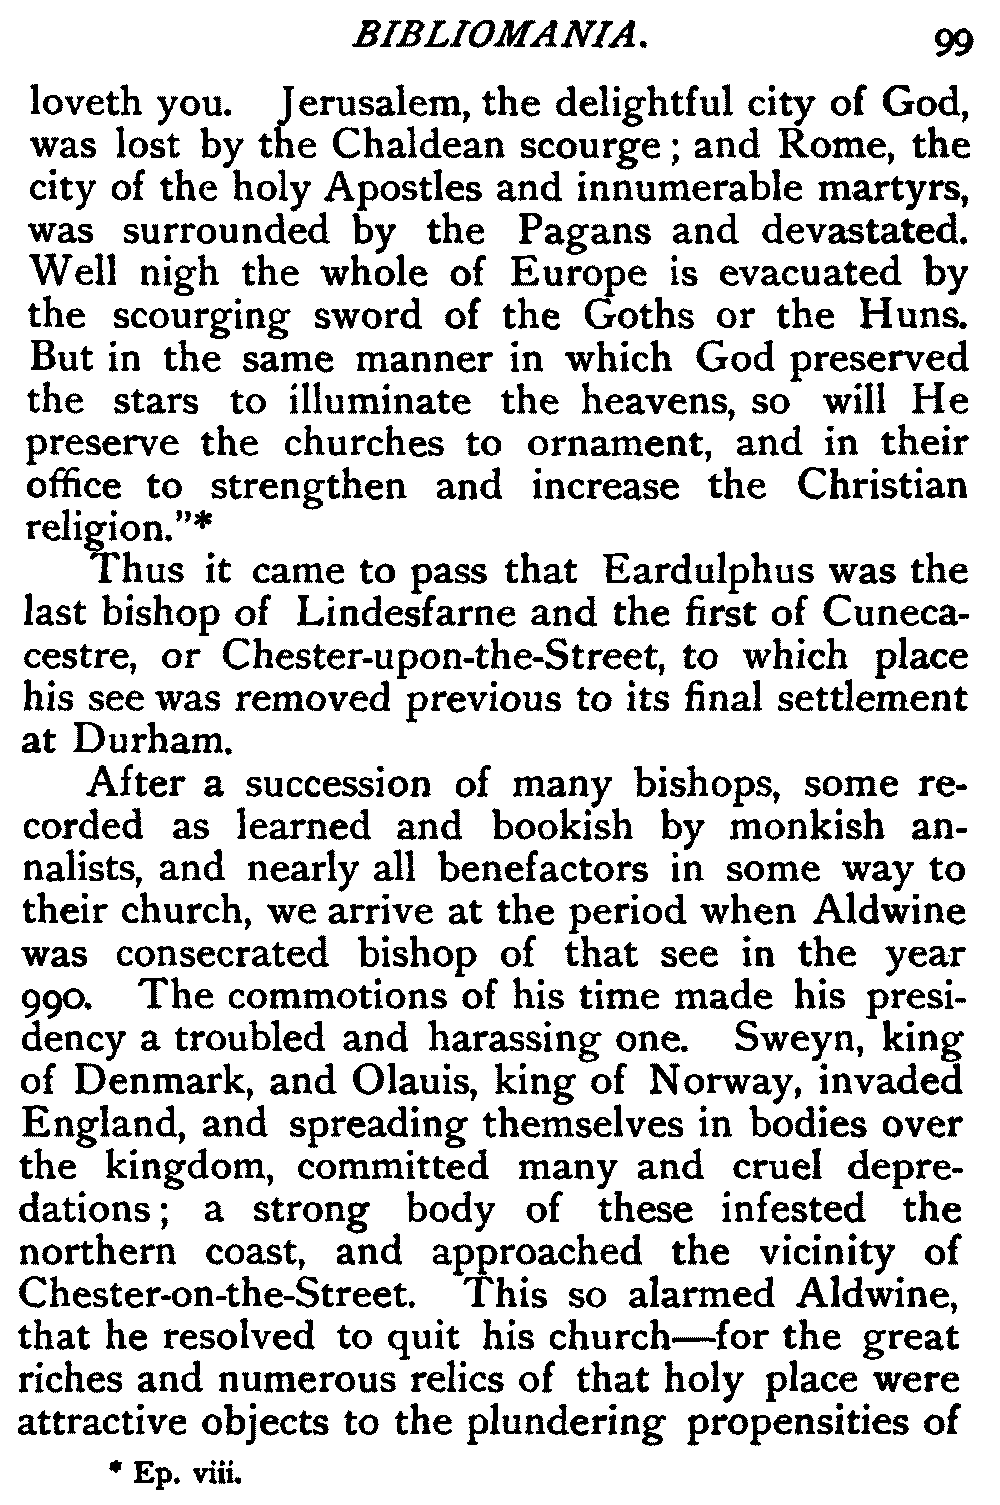 BIBLIOMANIA. 99
loveth you. Jerusalem, the delightful city of God,
was lost by the Chaldean scourge ; and Rome, the
city of the holy Apostles and innumerable martyrs,
was surrounded by the Pagans and devastated.
Well nigh the whole of Europe is evacuated by
the scourging sword of the Goths or the Huns.
But in the same manner in which God preserved
the stars to illuminate the heavens, so will He
preserve the churches to ornament, and in their
office to strengthen and increase the Christian
religion."*
Thus it came to pass that Eardulphus was the
last bishop of Lindesfarne and the first of Cuneca-
cestre, or Chester-upon-the-Street, to which place
his see was removed previous to its final settlement
at Durham.
After a succession of many bishops, some re-
corded as learned and bookish by monkish an-
nalists, and nearly all benefactors in some way to
their church, we arrive at the period when Aldwine
was consecrated bishop of that see in the year
990. The commotions of his time made his presi-
dency a troubled and harassing one. Sweyn, king
of Denmark, and Olauis, king of Norway, invaded
England, and spreading themselves in bodies over
the kingdom, committed many and cruel depre-
dations ; a strong body of these infested the
northern coast, and approached the vicinity of
Chester-on-the-Street. This so alarmed Aldwine,
that he resolved to quit his church—for the great
riches and numerous relics of that holy place were
attractive objects to the plundering propensities of
* Ep. viii.